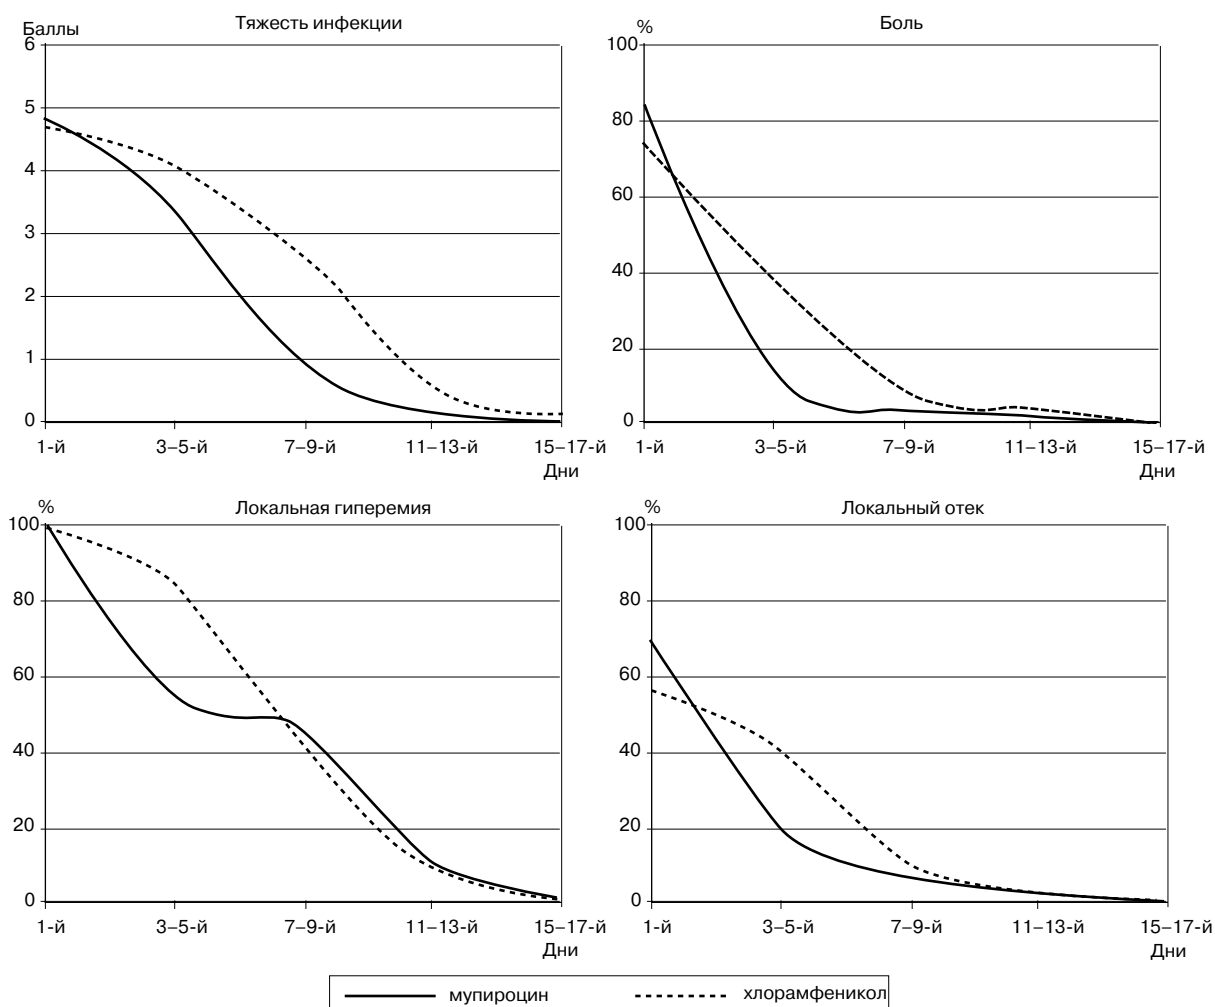 Тяжесть инфекции
Баллы
6
5
4
3
2
1
0
1-й 3–5-й 7–9-й 11–13-й 15–17-й
Дни
Боль
%
100
80
60
40
20
0
1-й 3–5-й 7–9-й 11–13-й 15–17-й
Дни
Локальная гиперемия
%
100
80
60
40
20
0
1-й 3–5-й 7–9-й 11–13-й 15–17-й
Дни
Локальный отек
%
100
80
60
40
20
0
1-й 3–5-й 7–9-й 11–13-й 15–17-й
Дни
мупироцин хлорамфеникол